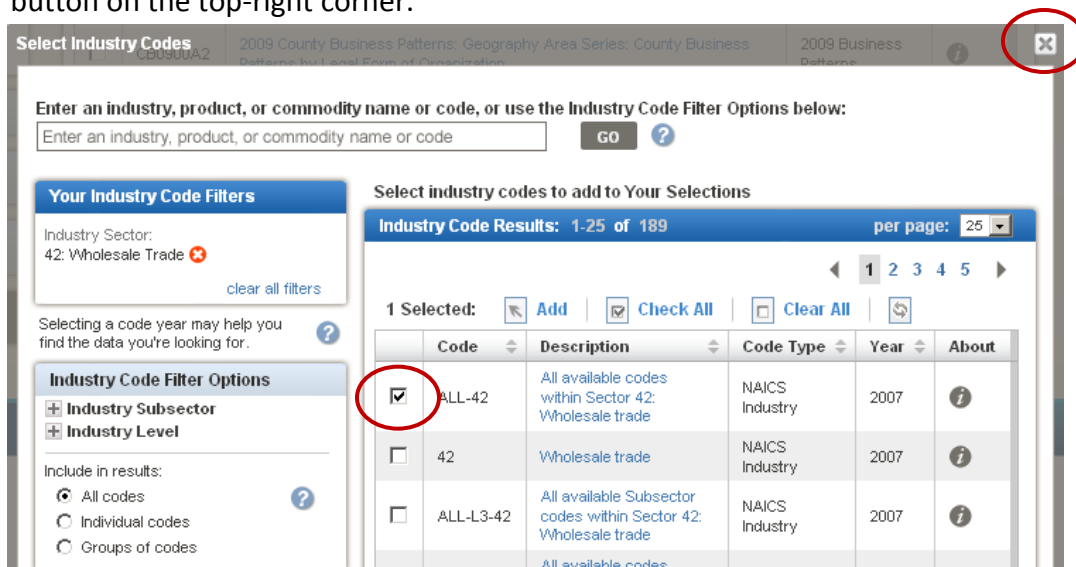 button on the top-right corner.
Select Industry Codes
CB0900A2
2009 County Business Patterns: Geography Area Series: County Business
Patterns by Legal Form of Organization
2009 Business
Patterns
Enter an industry, product, or commodity name or code, or use the Industry Code Filter Options below:
Enter an industry, product, or commodity name or code
GO
?
Your Industry Code Filters
Industry Sector:
42: Wholesale Trade
clear all filters
Selecting a code year may help you
find the data you're looking for.
?
Industry Code Filter Options
Industry Subsector
Industry Level
Include in results:
All codes
?
Individual codes
Groups of codes
Select industry codes to add to Your Selections
Industry Code Results: 1-25 of 189
per page: 25
1 2 3 4 5
1 Selected: Add Check All Clear All
Code Description Code Type Year About
ALL-42
All available codes
within Sector 42:
Wholesale trade
NAICS
Industry
2007
i
42
Wholesale trade
NAICS
Industry
2007
i
ALL-L3-42
All available Subsector
codes within Sector 42:
Wholesale trade
NAICS
Industry
2007
i
All available codes